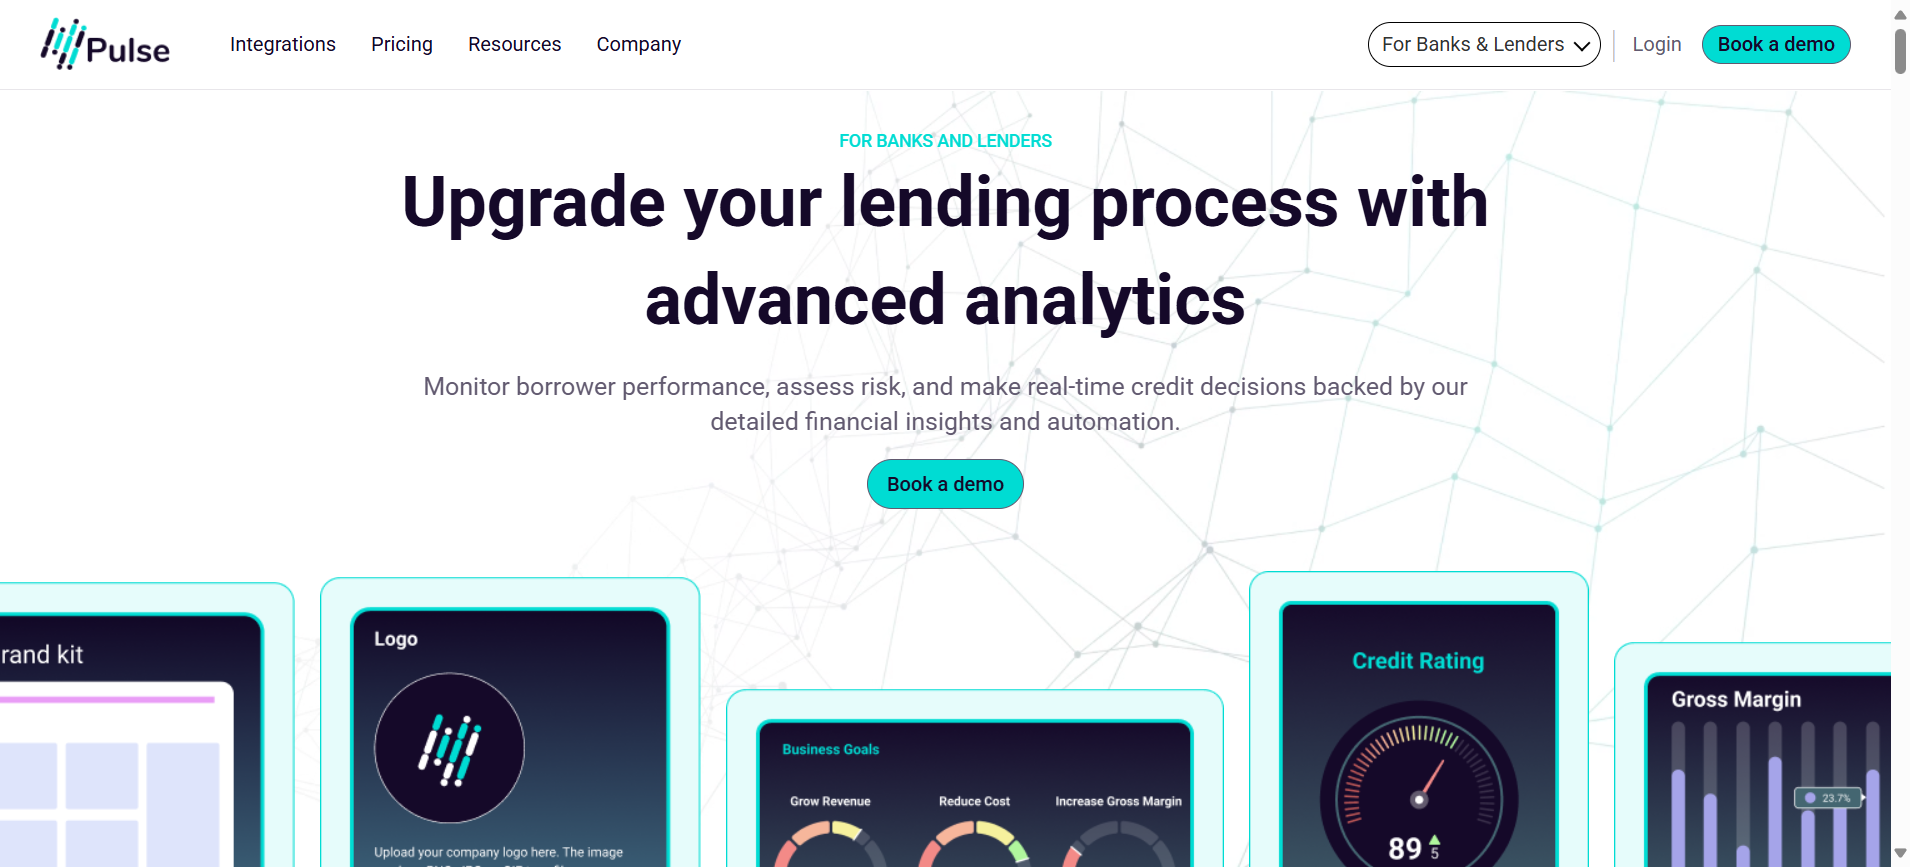 Pulse
Integrations
Pricing
Resources
Company
For Banks & Lenders
Login
Book a demo
FOR BANKS AND LENDERS
Upgrade your lending process with
advanced analytics
Monitor borrower performance, assess risk, and make real-time credit decisions backed by our
detailed financial insights and automation.
Book a demo
rand kit
Logo
Upload your company logo here. The image
Business Goals
Grow Revenue
Reduce Cost
Increase Gross Margin
Credit Rating
89
5
Gross Margin
23.7%